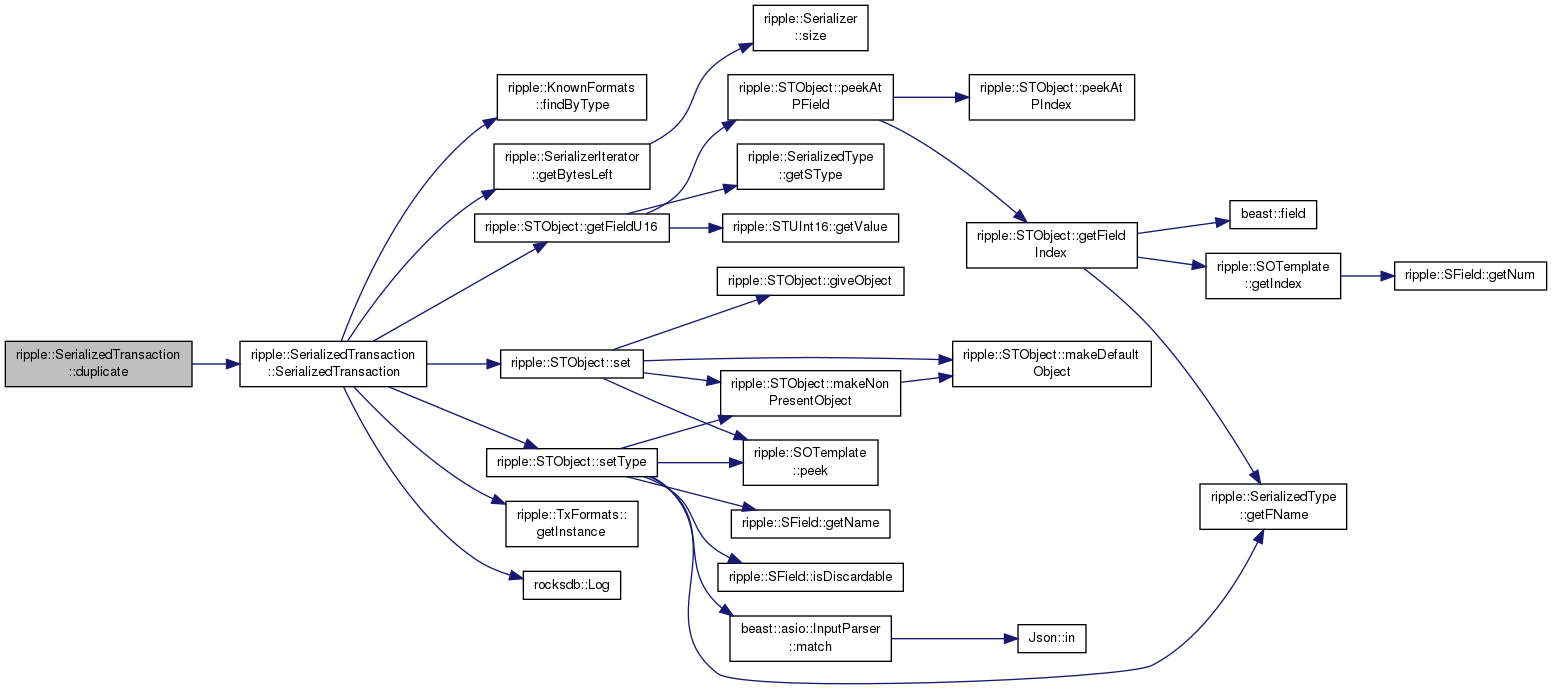 ripple::SerializedTransaction
::duplicate
ripple::SerializedTransaction
::SerializedTransaction
ripple::KnownFormats
::findByType
ripple::SerializerIterator
::getBytesLeft
ripple::STObject::getFieldU16
ripple::STObject::set
ripple::STObject::setType
ripple::TxFormats::
getInstance
rocksdb::Log
ripple::Serializer
::size
ripple::STObject::peekAt
PField
ripple::SerializedType
::getSType
ripple::STUInt16::getValue
ripple::STObject::giveObject
ripple::STObject::makeNon
PresentObject
ripple::SOTemplate
::peek
ripple::SField::getName
ripple::SField::isDiscardable
beast::asio::InputParser
::match
ripple::STObject::peekAt
PIndex
ripple::STObject::getField
Index
ripple::STObject::makeDefault
Object
Json::in
beast::field
ripple::SOTemplate
::getIndex
ripple::SerializedType
::getFName
ripple::SField::getNum